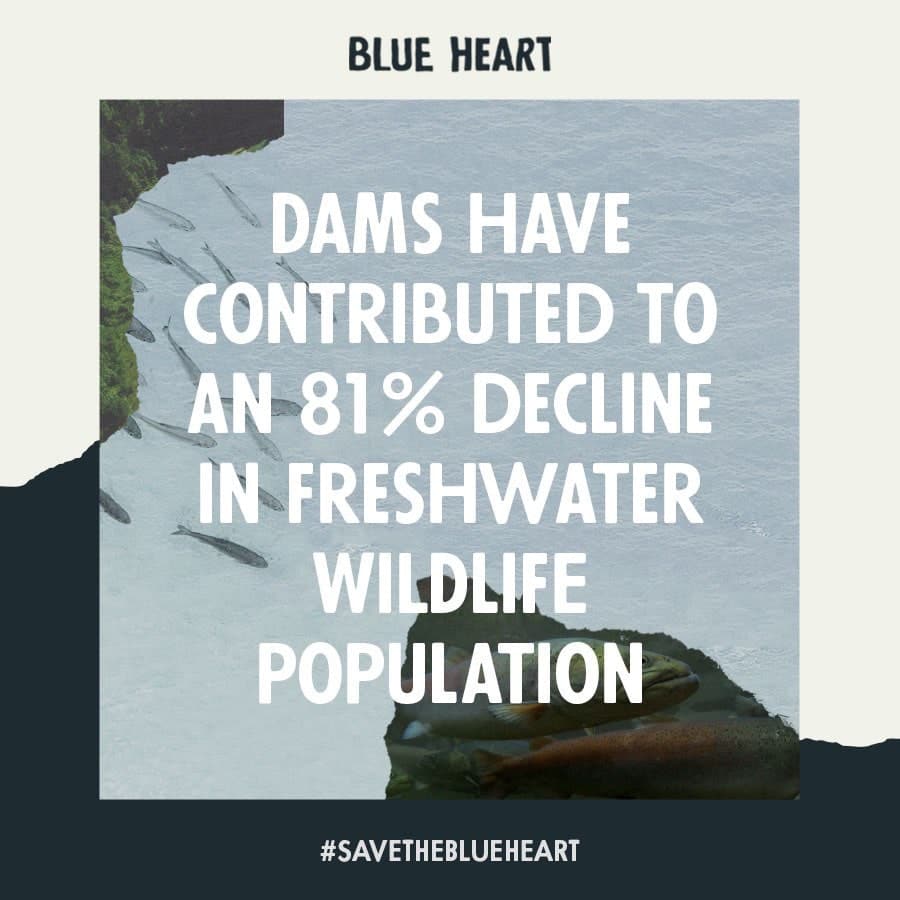 BLUE HEART
DAMS HAVE
CONTRIBUTED TO
AN 81% DECLINE
IN FRESHWATER
WILDLIFE
POPULATION
#SAVETHEBLUEHEART